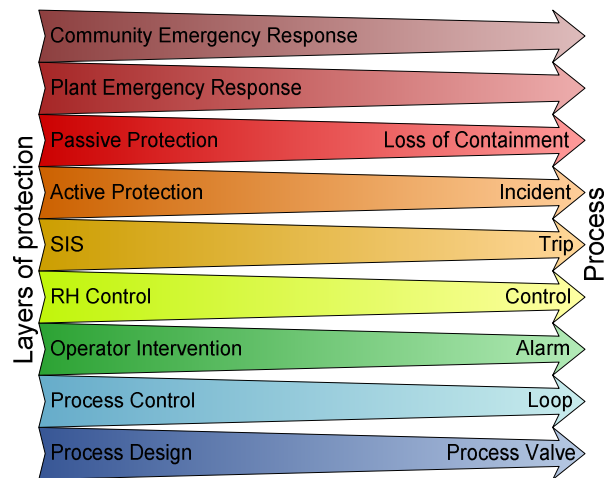 Layers of protection
Community Emergency Response
Plant Emergency Response
Passive Protection Loss of Containment
Active Protection Incident
SIS Trip
RH Control Control
Operator Intervention Alarm
Process Control Loop
Process Design Process Valve
Process